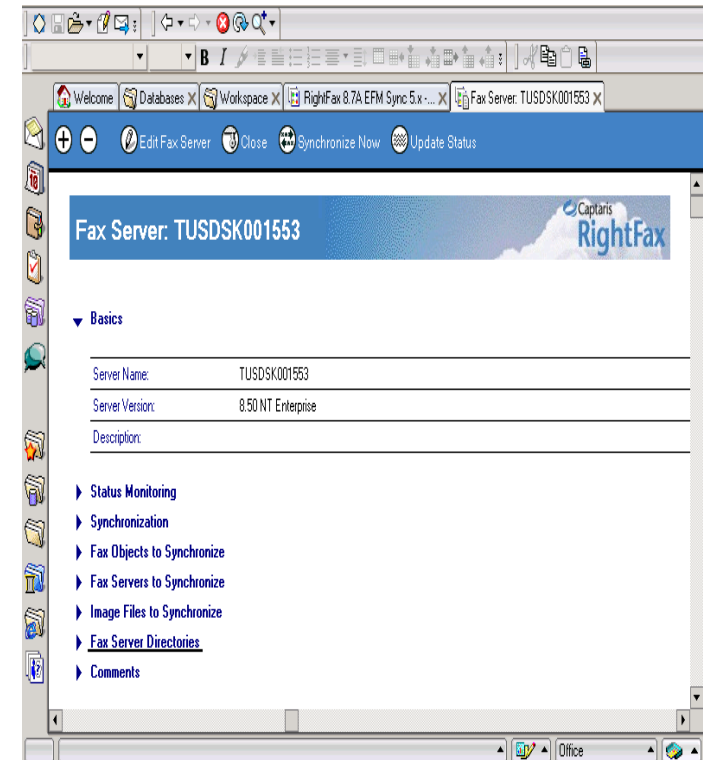 B I
Welcome Databases Workspace RightFax 8.7A EFM Sync 5.x -... Fax Server: TUSDSK001553
Edit Fax Server Close Synchronize Now Update Status
Fax Server: TUSDSK001553
Captaris
RightFax
Basics
Server Name: TUSDSK001553
Server Version: 8.50 NT Enterprise
Description:
Status Monitoring
Synchronization
Fax Objects to Synchronize
Fax Servers to Synchronize
Image Files to Synchronize
Fax Server Directories
Comments
Office